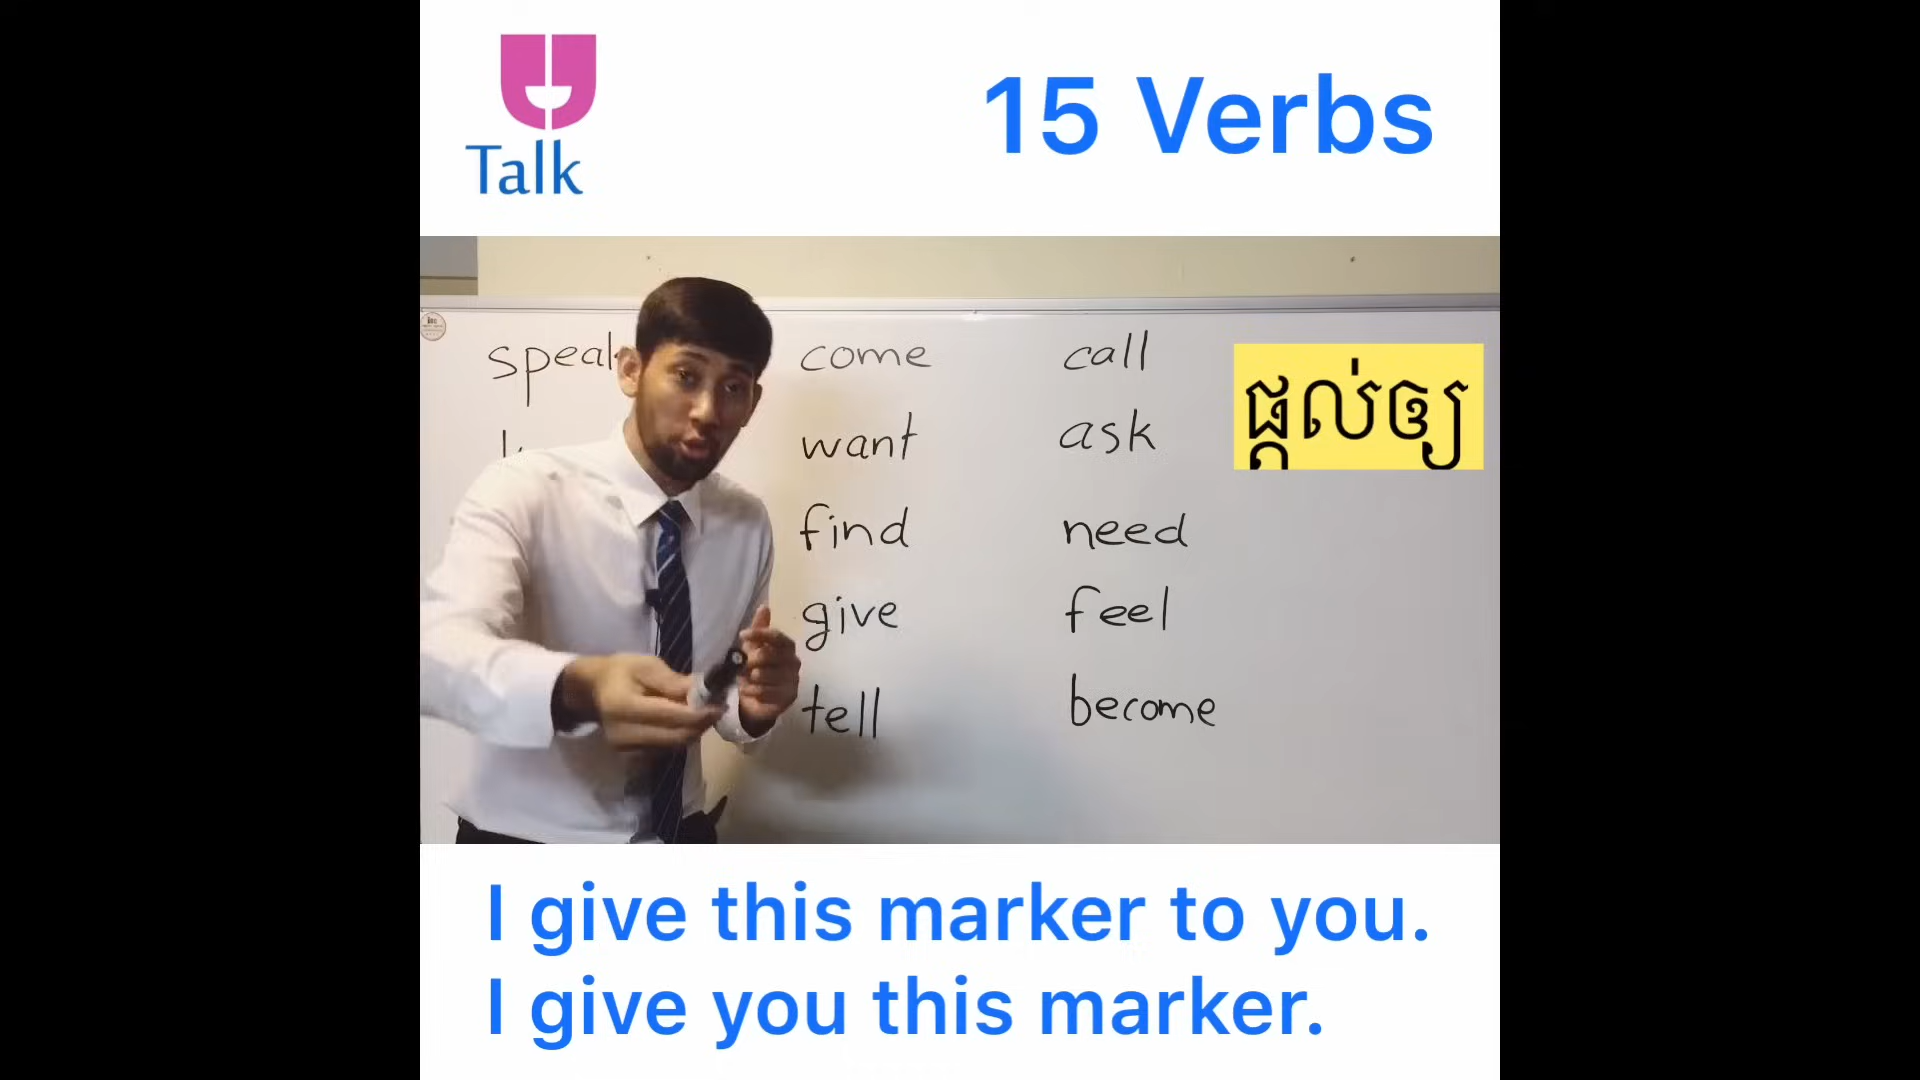 Talk
15 Verbs
come
want
find
give
tell
call
ask
need
feel
become
ផ្តល់ឲ្យ
I give this marker to you.
I give you this marker.